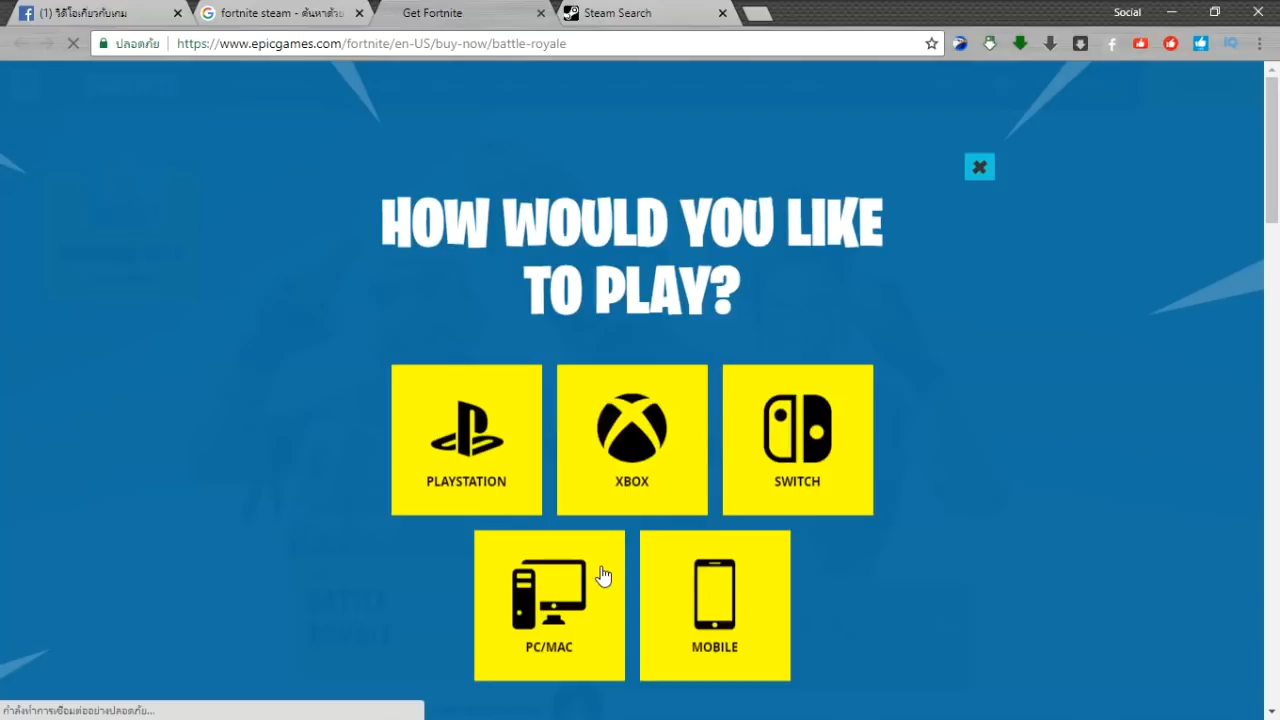 (1) วิดีโอเกี่ยวกับเกม
fortnite steam - ค้นหาด้วย
Get Fortnite
Steam Search
Social
ปลอดภัย
https://www.epicgames.com/fortnite/en-US/buy-now/battle-royale
HOW WOULD YOU LIKE
TO PLAY?
PLAYSTATION
XBOX
SWITCH
PC/MAC
MOBILE
BATTLE
ROYALE
กำลังทำการเชื่อมต่ออย่างปลอดภัย...